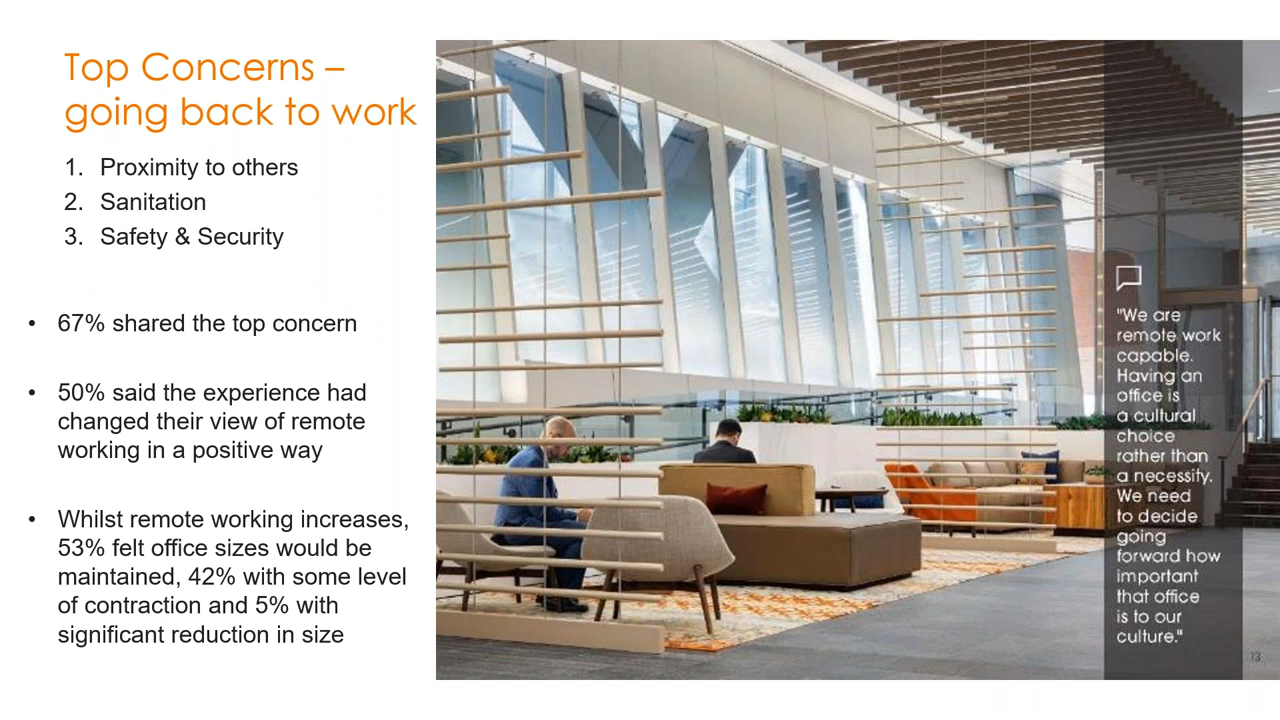 Top Concerns –
going back to work
1. Proximity to others
2. Sanitation
3. Safety & Security
• 67% shared the top concern
• 50% said the experience had
changed their view of remote
working in a positive way
• Whilst remote working increases,
53% felt office sizes would be
maintained, 42% with some level
of contraction and 5% with
significant reduction in size
"We are
remote work
capable.
Having an
office is
a cultural
choice
rather than
a necessity.
We need
to decide
going
forward how
important
that office
is to our
culture."
13